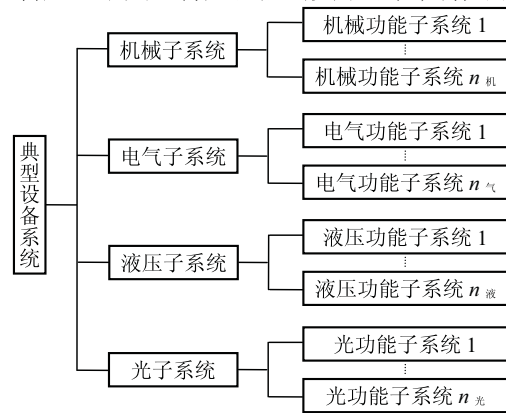 典型设备系统
机械子系统
机械功能子系统 1
机械功能子系统 n 机
电气子系统
电气功能子系统 1
电气功能子系统 n 气
液压子系统
液压功能子系统 1
液压功能子系统 n 液
光子系统
光功能子系统 1
光功能子系统 n 光